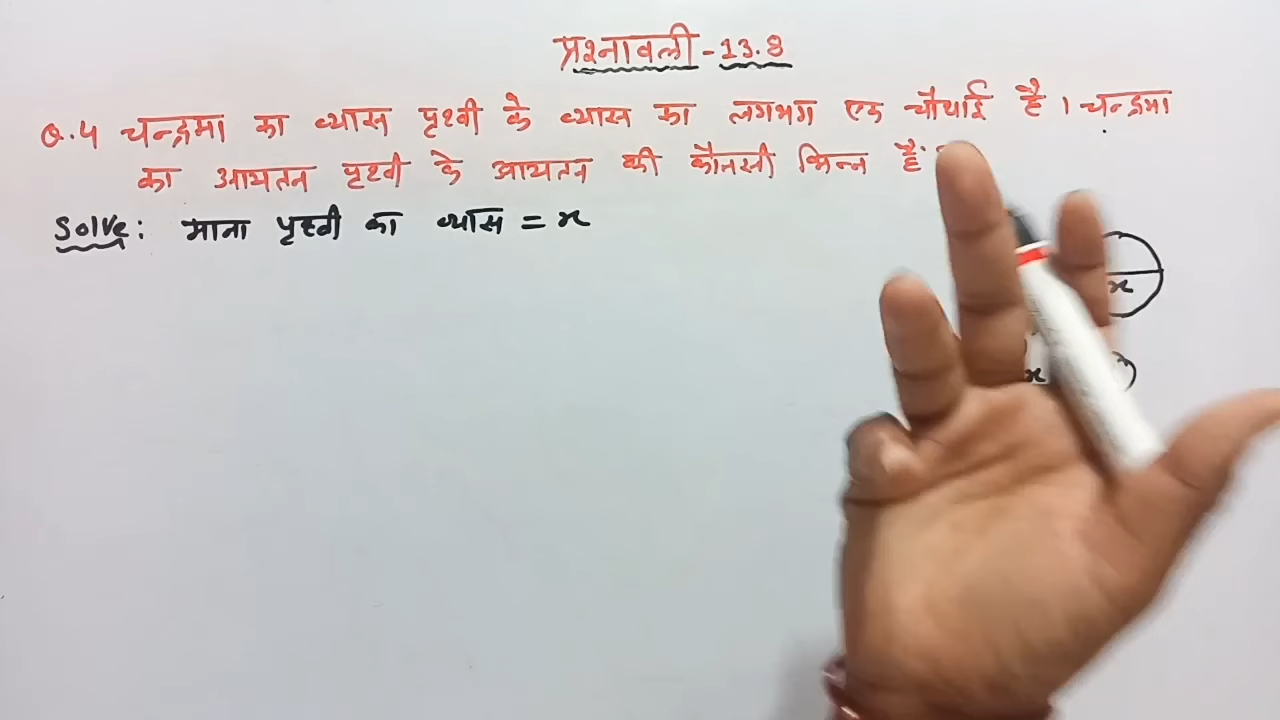 प्रश्नावली - 13.8
Q.4 चन्द्रमा का व्यास पृथ्वी के व्यास का लगभग एक चौथाई है। चन्द्रमा
का आयतन पृथ्वी के आयतन की कौनसी भिन्न है
Solve: माना पृथ्वी का व्यास = x
x
x